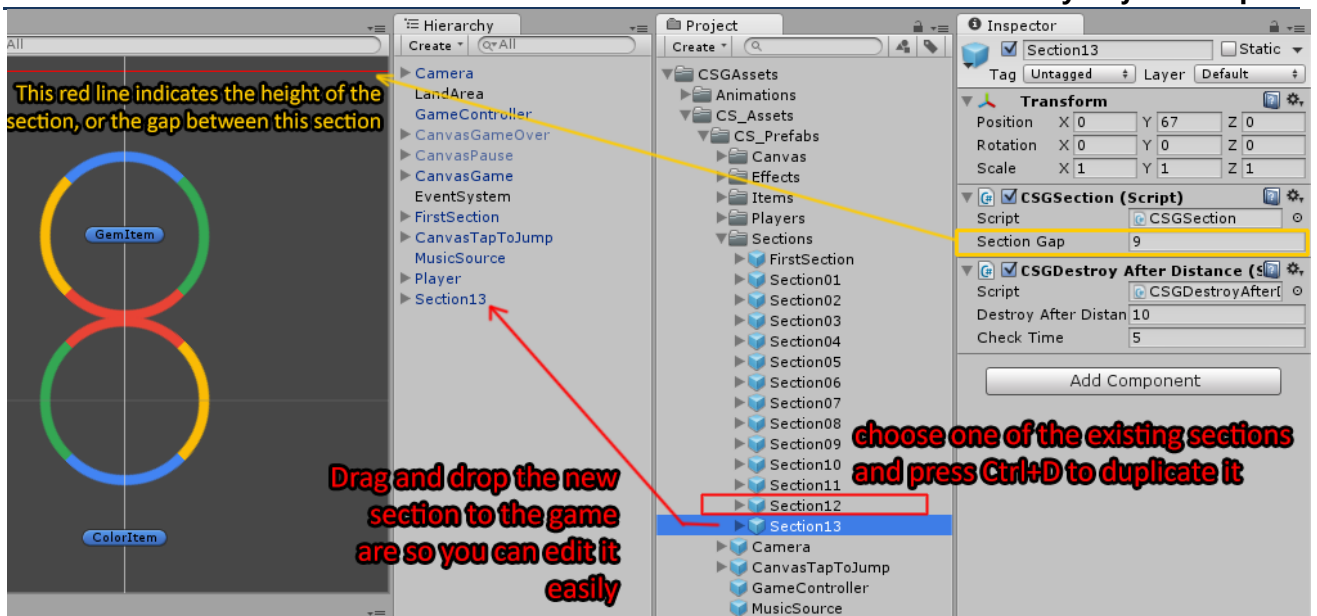 All
This red line indicates the height of the
section, or the gap between this section
GemItem
ColorItem
Hierarchy
Create
All
Camera
LandArea
GameController
CanvasGameOver
CanvasPause
CanvasGame
EventSystem
FirstSection
CanvasTapToJump
MusicSource
Player
Section13
Drag and drop the new
section to the game
are so you can edit it
easily
Project
Create
CSGAssets
Animations
CS_Assets
CS_Prefabs
Canvas
Effects
Items
Players
Sections
FirstSection
Section01
Section02
Section03
Section04
Section05
Section06
Section07
Section08
Section09
Section10
Section11
Section12
Section13
Camera
CanvasTapToJump
GameController
MusicSource
choose one of the existing sections
and press Ctrl+D to duplicate it
Inspector
Section13 Static
Tag Untagged Layer Default
Transform
Position X 0 Y 67 Z 0
Rotation X 0 Y 0 Z 0
Scale X 1 Y 1 Z 1
CSGSection (Script)
Script CSGSection
Section Gap 9
CSGDestroy After Distance (S
Script CSGDestroyAfter
Destroy After Distan 10
Check Time 5
Add Component